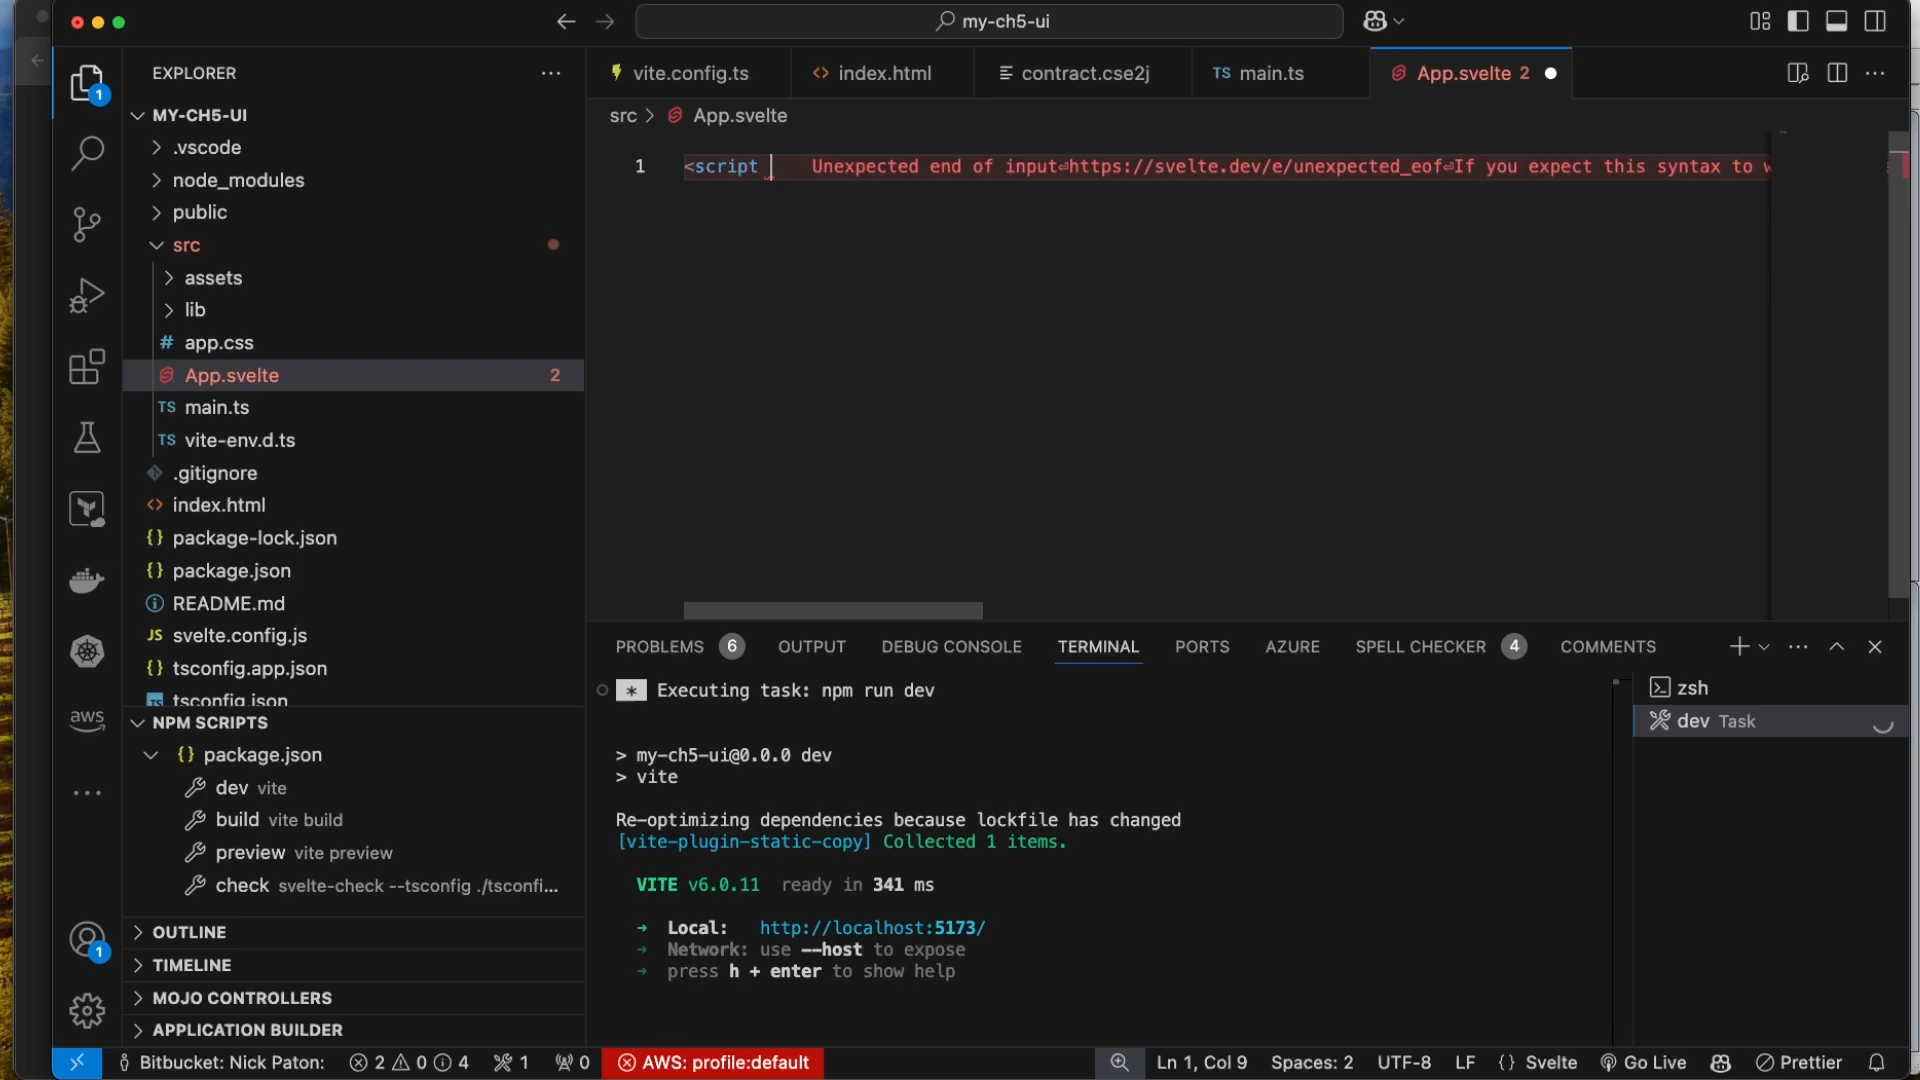 my-ch5-ui
EXPLORER
vite.config.ts
index.html
contract.cse2j
TS main.ts
App.svelte 2
1
MY-CH5-UI
src > App.svelte
.vscode
1 <script Unexpected end of input⏎https://svelte.dev/e/unexpected_eof⏎If you expect this syntax to w
node_modules
public
src
assets
lib
# app.css
App.svelte 2
TS main.ts
TS vite-env.d.ts
.gitignore
<> index.html
{} package-lock.json
{} package.json
README.md
JS svelte.config.js
{} tsconfig.app.json
TS tsconfig.json
NPM SCRIPTS
{} package.json
dev vite
build vite build
preview vite preview
check svelte-check --tsconfig ./tsconfi...
OUTLINE
TIMELINE
MOJO CONTROLLERS
APPLICATION BUILDER
aws
1
PROBLEMS 6
OUTPUT
DEBUG CONSOLE
TERMINAL
PORTS
AZURE
SPELL CHECKER 4
COMMENTS
* Executing task: npm run dev
> my-ch5-ui@0.0.0 dev
> vite
Re-optimizing dependencies because lockfile has changed
[vite-plugin-static-copy] Collected 1 items.
VITE v6.0.11 ready in 341 ms
➜ Local: http://localhost:5173/
➜ Network: use --host to expose
➜ press h + enter to show help
zsh
dev Task
Bitbucket: Nick Paton: 2 0 4 1 0 AWS: profile:default Ln 1, Col 9 Spaces: 2 UTF-8 LF {} Svelte Go Live Prettier